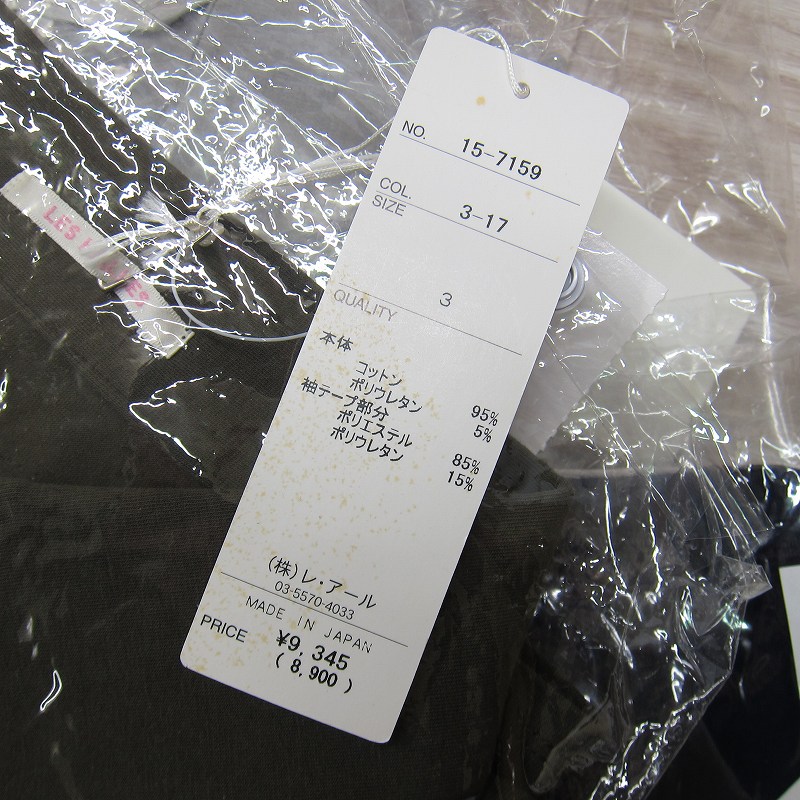 NO. 15-7159
COL. 3-17
SIZE
3
QUALITY
本体
コットン 95%
ポリウレタン 5%
袖テープ部分
ポリエステル 85%
ポリウレタン 15%
(株)レ・アール
03-5570-4033
MADE IN JAPAN
PRICE ¥9,345
(8,900)
LES